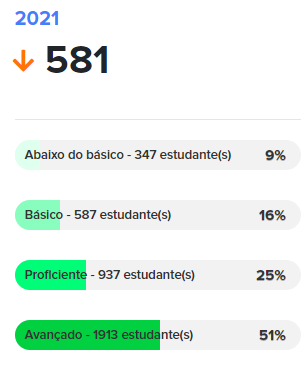 2021
581
Abaixo do básico - 347 estudante(s) 9%
Básico - 587 estudante(s) 16%
Proficiente - 937 estudante(s) 25%
Avançado - 1913 estudante(s) 51%